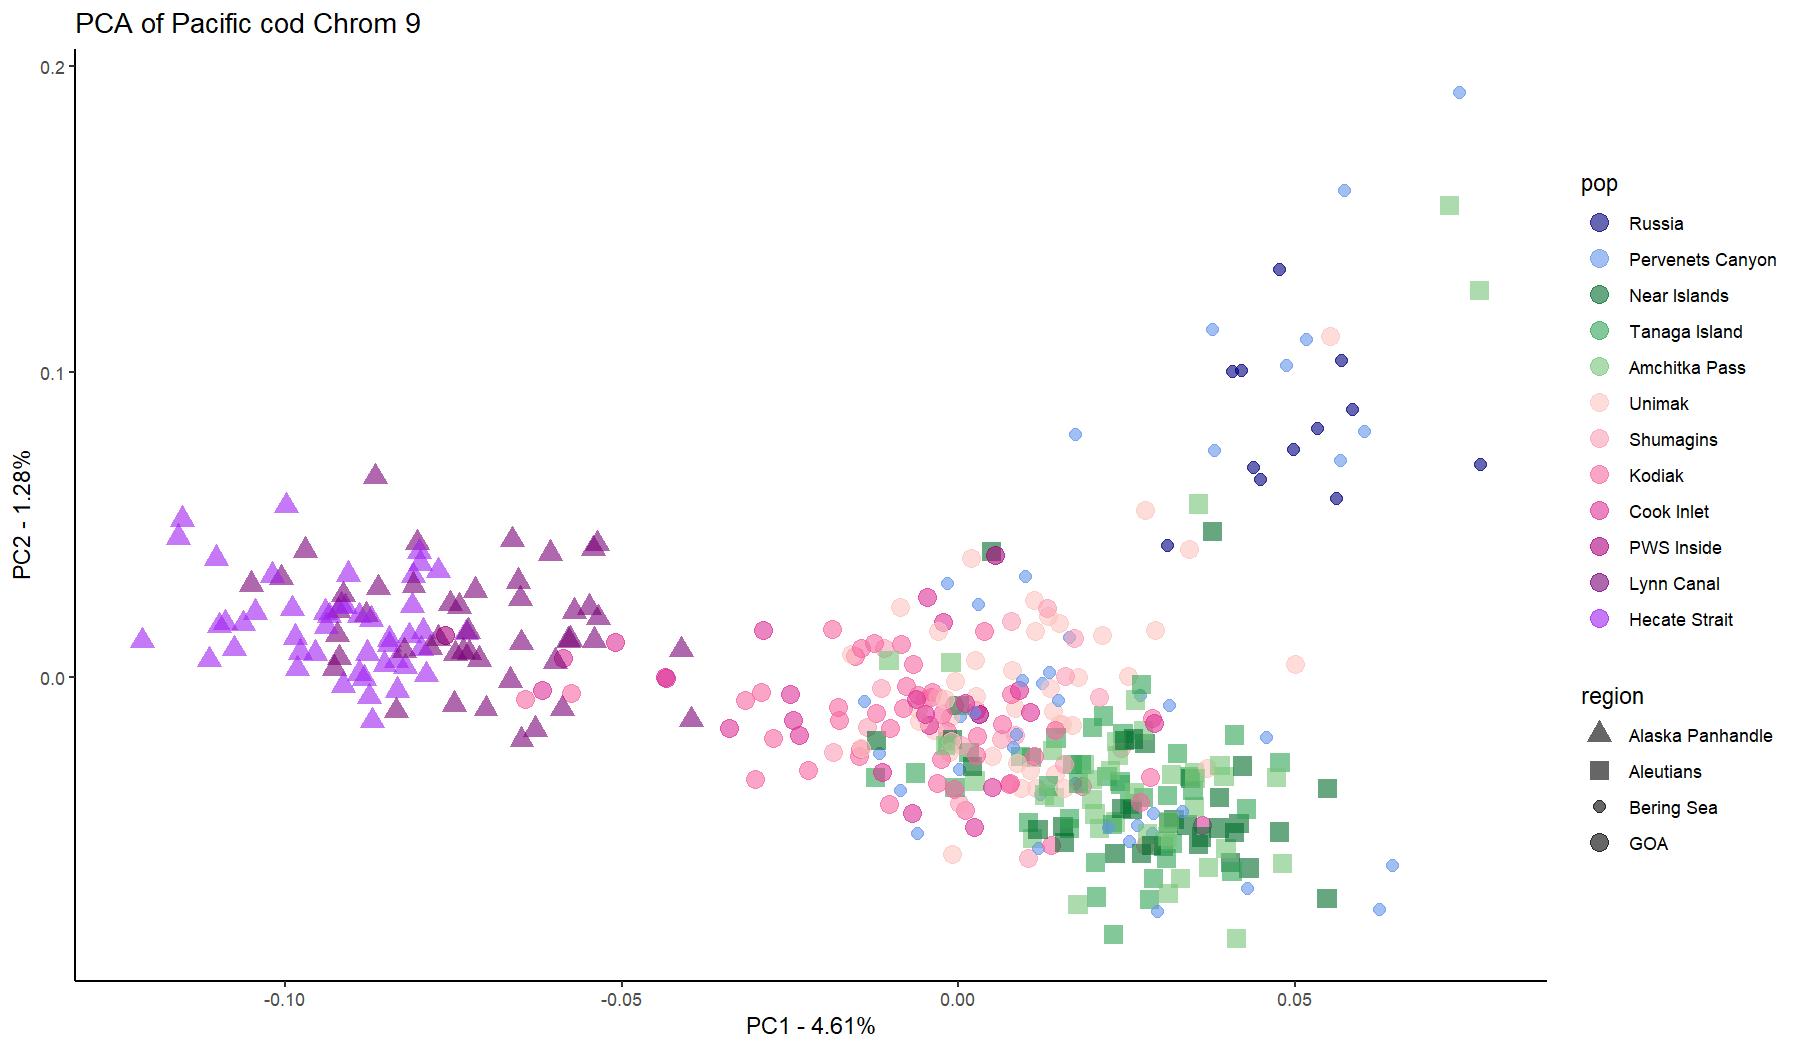 PCA of Pacific cod Chrom 9
0.2
0.1
0.0
PC2 - 1.28%
-0.10
-0.05
0.00
0.05
PC1 - 4.61%
pop
Russia
Pervenets Canyon
Near Islands
Tanaga Island
Amchitka Pass
Unimak
Shumagins
Kodiak
Cook Inlet
PWS Inside
Lynn Canal
Hecate Strait
region
Alaska Panhandle
Aleutians
Bering Sea
GOA